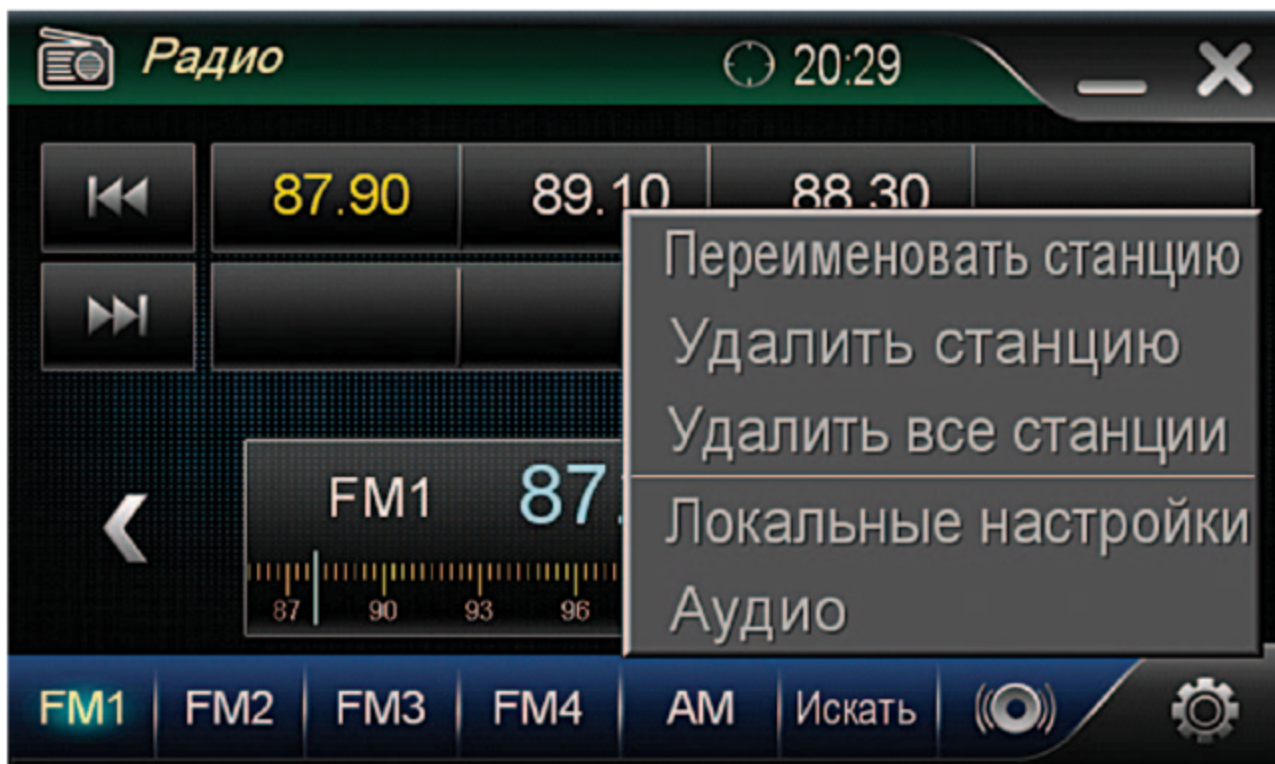 Радио 20:29
87.90 89.10 88.30
Переименовать станцию
Удалить станцию
Удалить все станции
Локальные настройки
Аудио
FM1 87.
87 90 93 96
FM1 FM2 FM3 FM4 AM Искать